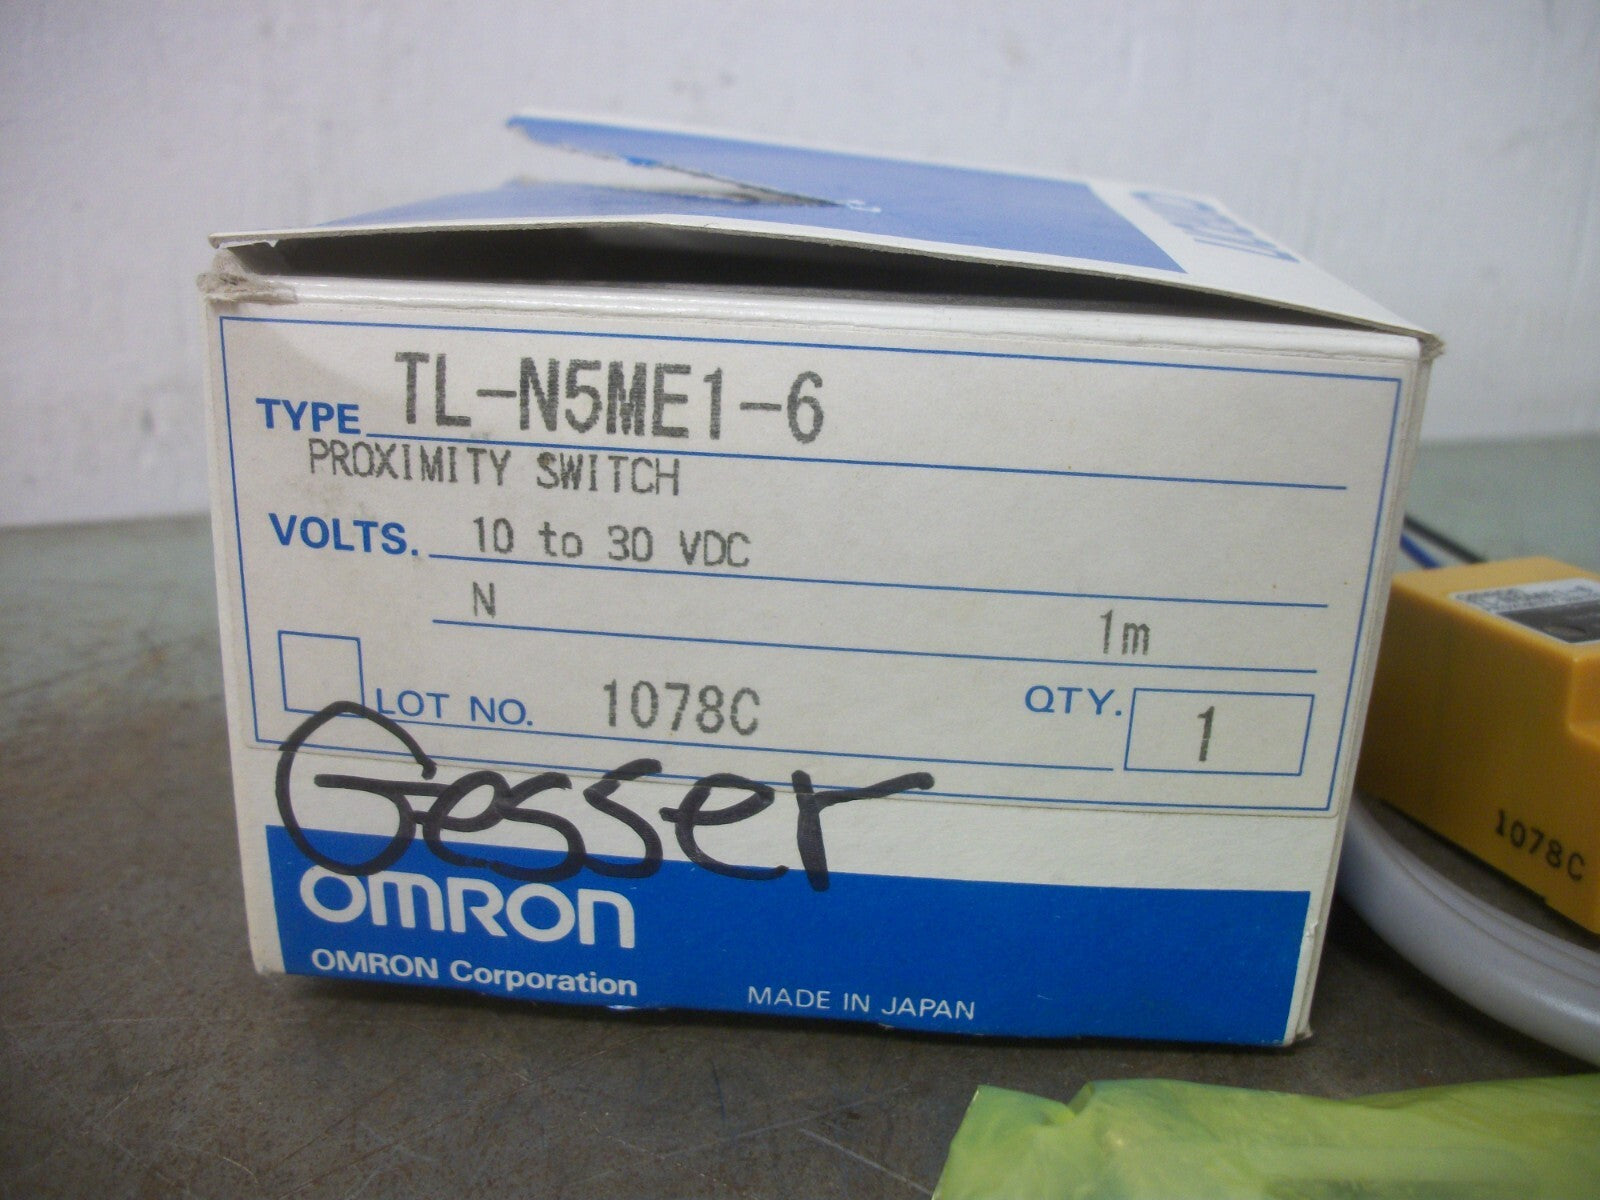 TYPE TL-N5ME1-6
PROXIMITY SWITCH
VOLTS. 10 to 30 VDC
N 1m
LOT NO. 1078C QTY. 1
Gesser
OMRON
OMRON Corporation
MADE IN JAPAN
1078C